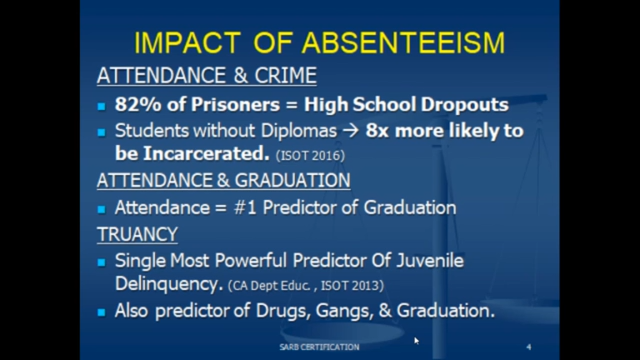 IMPACT OF ABSENTEEISM
ATTENDANCE & CRIME
82% of Prisoners = High School Dropouts
Students without Diplomas → 8x more likely to
be Incarcerated. (ISOT 2016)
ATTENDANCE & GRADUATION
Attendance = #1 Predictor of Graduation
TRUANCY
Single Most Powerful Predictor Of Juvenile
Delinquency. (CA Dept Educ. , ISOT 2013)
Also predictor of Drugs, Gangs, & Graduation.
SARB CERTIFICATION 4